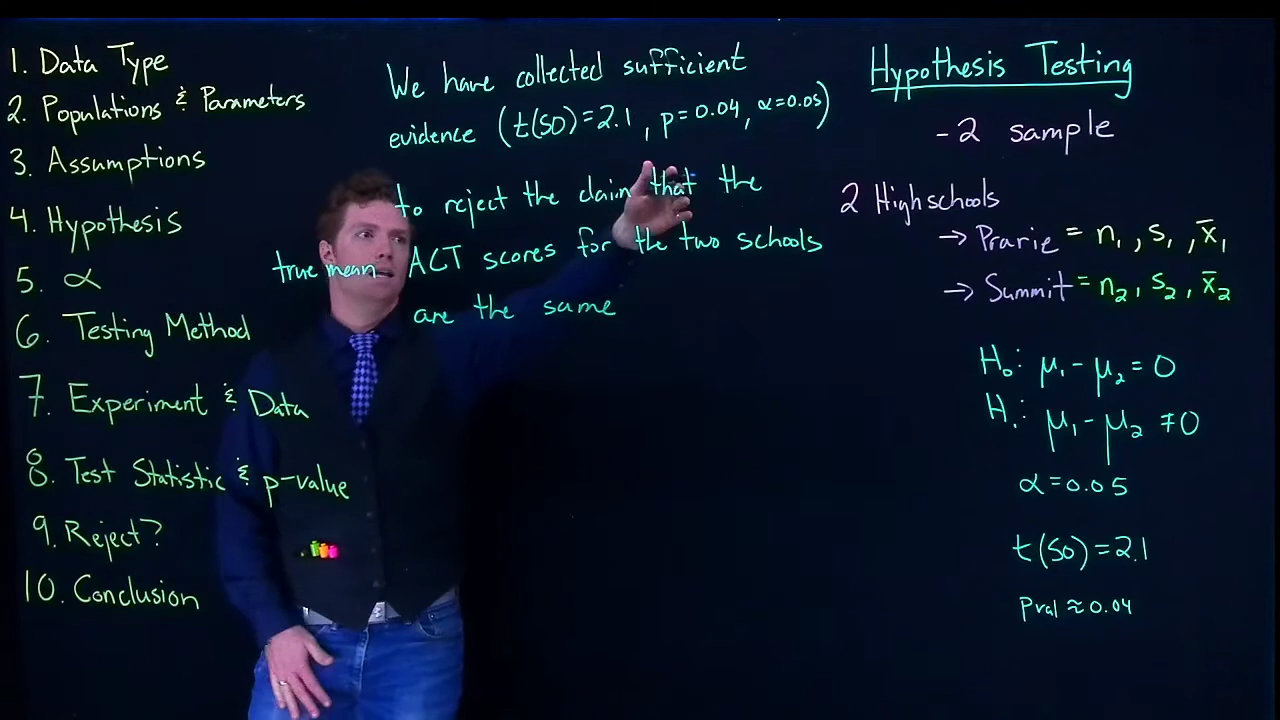 1. Data Type
2. Populations & Parameters
3. Assumptions
4. Hypothesis
5. α
6. Testing Method
7. Experiment & Data
8. Test Statistic & p-value
9. Reject?
10. Conclusion
We have collected sufficient
evidence (t(50)=2.1, p=0.04, α=0.05)
to reject the claim that the
true mean ACT scores for the two schools
are the same
Hypothesis Testing
-2 sample
2 Highschools
→ Prarie = n₁, s₁, x̄₁
→ Summit = n₂, s₂, x̄₂
H₀: μ₁ - μ₂ = 0
H₁: μ₁ - μ₂ ≠ 0
α=0.05
t(50)=2.1
Pval ≈ 0.04